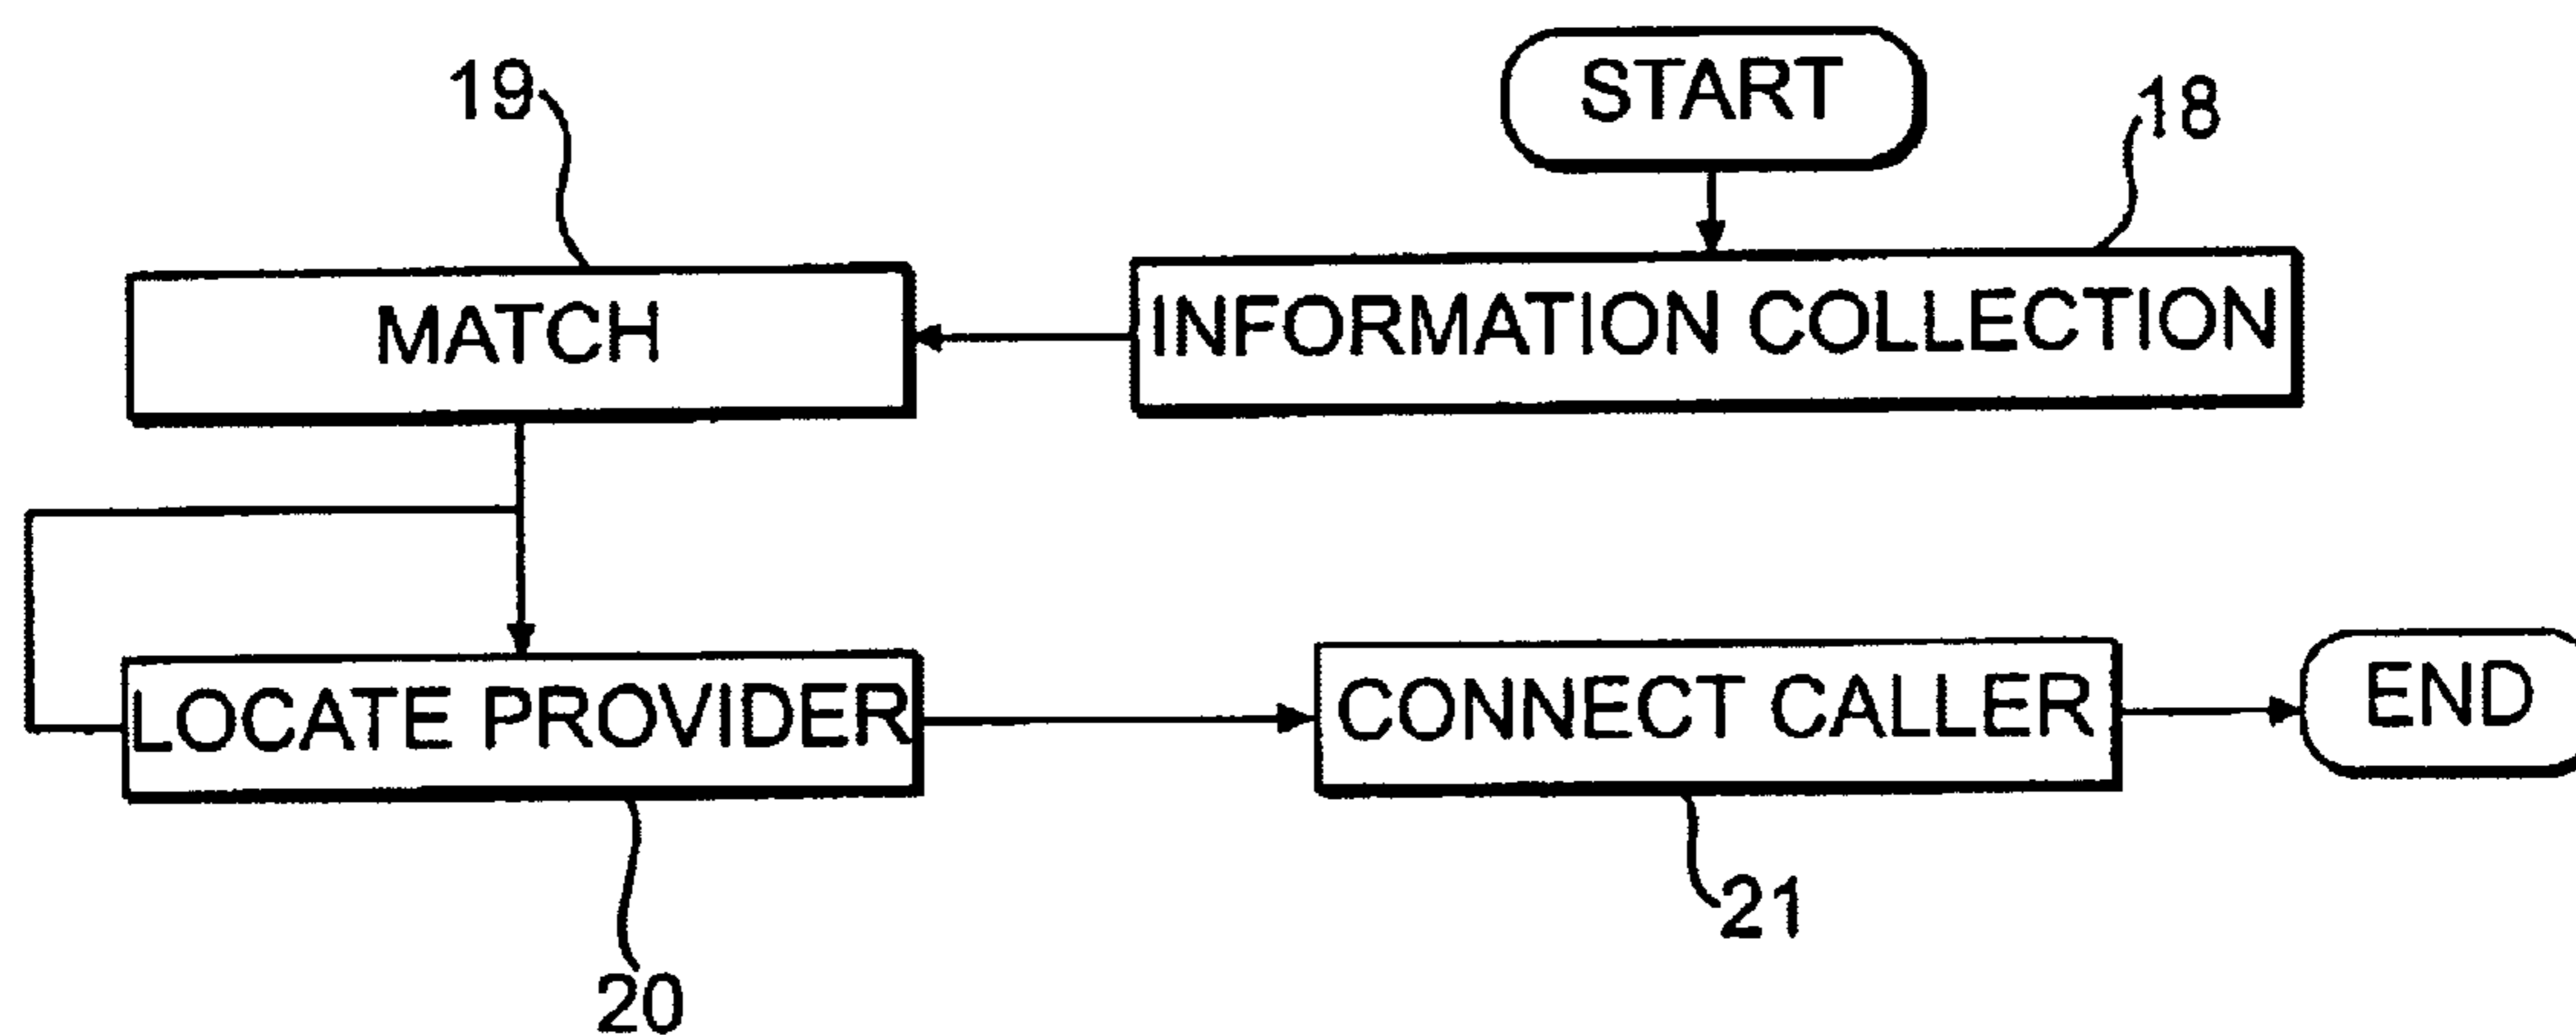 START
19
18
MATCH
INFORMATION COLLECTION
LOCATE PROVIDER
CONNECT CALLER
END
21
20